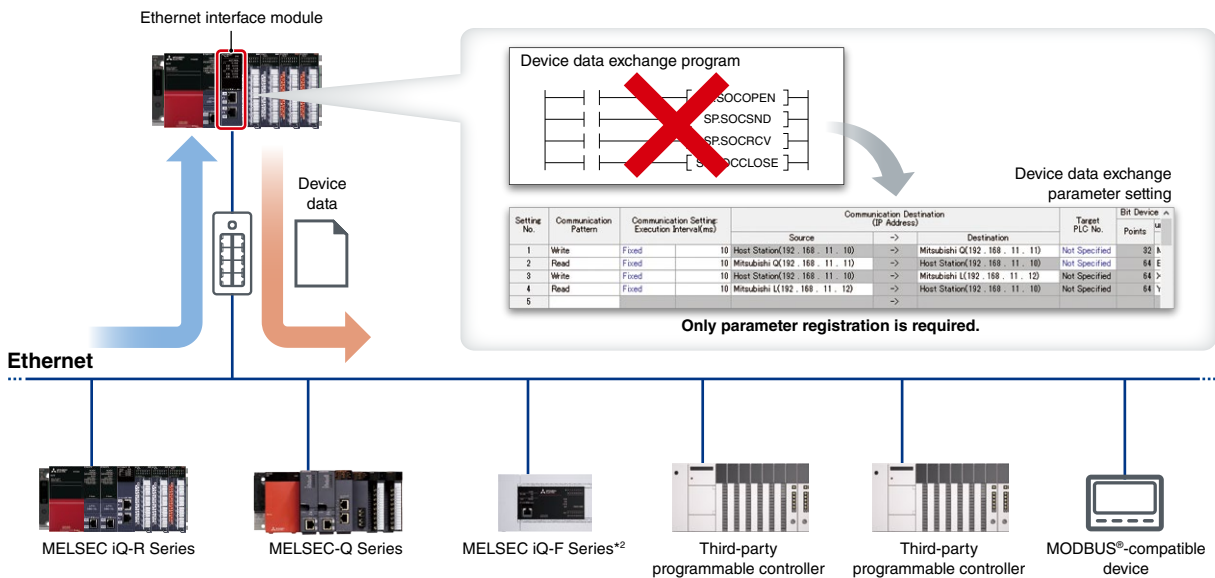 Ethernet interface module
Device data exchange program
SOCOPEN
SP.SOCSND
SP.SOCRCV
OCCLOSE
Device data exchange
parameter setting
Device
data
Setting No. Communication Pattern Communication Setting: Execution Interval(ms) Communication Destination (IP Address) Target PLC No. Bit Device
Source -> Destination Points
1 Write Fixed 10 Host Station(192 . 168 . 11 . 10) -> Mitsubishi Q(192 . 168 . 11 . 11) Not Specified 32
2 Read Fixed 10 Mitsubishi Q(192 . 168 . 11 . 11) -> Host Station(192 . 168 . 11 . 10) Not Specified 64
3 Write Fixed 10 Host Station(192 . 168 . 11 . 10) -> Mitsubishi L(192 . 168 . 11 . 12) Not Specified 64
4 Read Fixed 10 Mitsubishi L(192 . 168 . 11 . 12) -> Host Station(192 . 168 . 11 . 10) Not Specified 64
5 ->
Only parameter registration is required.
Ethernet
MELSEC iQ-R Series
MELSEC-Q Series
MELSEC iQ-F Series*2
Third-party
programmable controller
Third-party
programmable controller
MODBUS®-compatible
device